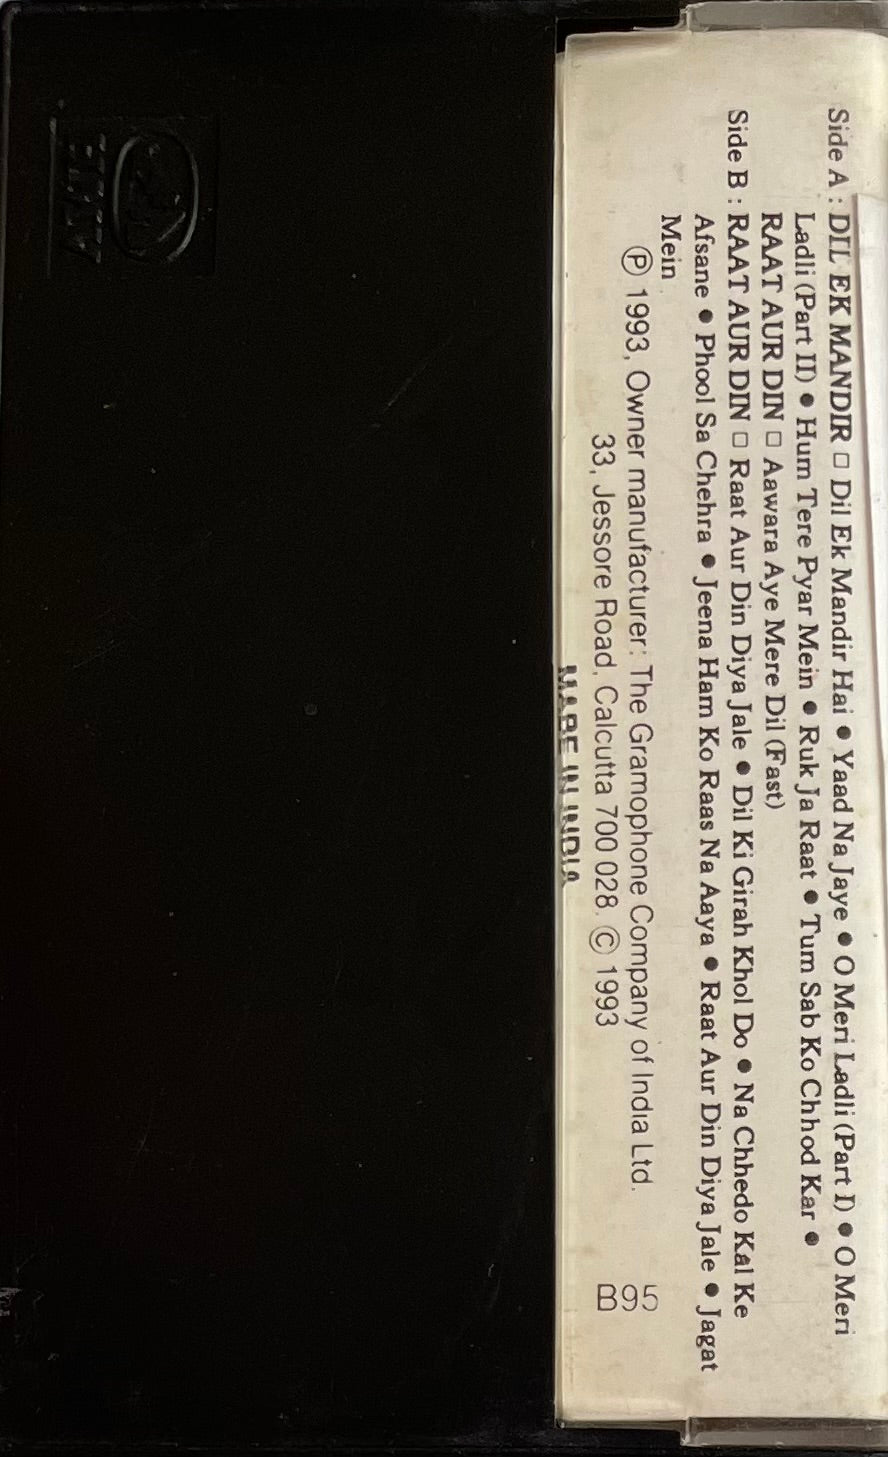 Side A : DIL EK MANDIR □ Dil Ek Mandir Hai ● Yaad Na Jaye ● O Meri Ladli (Part I) ● O Meri
Ladli (Part II) ● Hum Tere Pyar Mein ● Ruk Ja Raat ● Tum Sab Ko Chhod Kar ●
RAAT AUR DIN □ Aawara Aye Mere Dil (Fast)
Side B : RAAT AUR DIN □ Raat Aur Din Diya Jale ● Dil Ki Girah Khol Do ● Na Chhedo Kal Ke
Afsane ● Phool Sa Chehra ● Jeena Ham Ko Raas Na Aaya ● Raat Aur Din Diya Jale ● Jagat
Mein
Ⓟ 1993, Owner manufacturer: The Gramophone Company of India Ltd.
33, Jessore Road, Calcutta 700 028. © 1993
B95
MADE IN INDIA
HMV